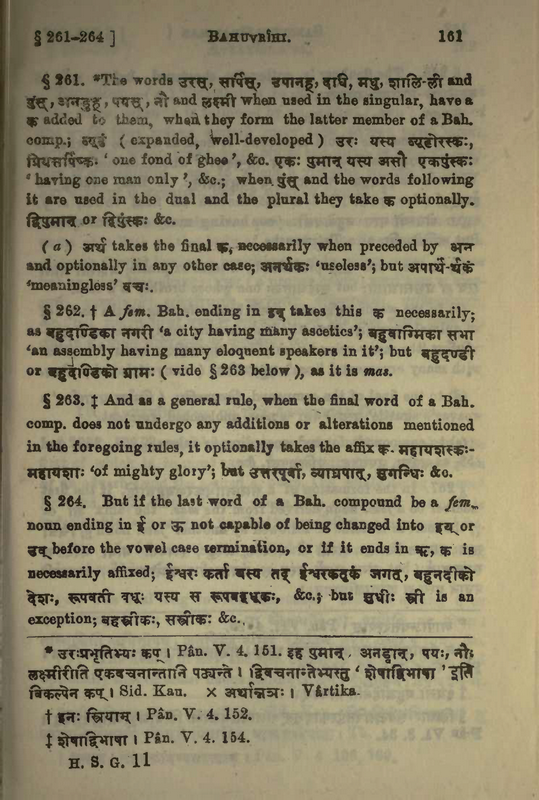 § 261-264 ] BAHUVRÎHI. 161
§ 261. *The words उरस्, सर्पिस्, उपानह्, दधि, मधु, शालि-ली and
पुंस्, अनडुह्, पयस्, नौ and लक्ष्मी when used in the singular, have a
क added to them, when they form the latter member of a Bah.
comp.; व्यूढं ( expanded, well-developed ) उरः यस्य व्यूढोरस्कः,
प्रियसर्पिष्कः ' one fond of ghee ', &c. एकः पुमान् यस्य असौ एकपुंस्कः
' having one man only ', &c.; when पुंस् and the words following
it are used in the dual and the plural they take क optionally.
द्विपुमान् or द्विपुंस्कः &c.
( a ) अर्थ takes the final क, necessarily when preceded by अन
and optionally in any other case; अनर्थकः 'useless'; but अपार्थं-र्थकं
'meaningless' वचः.
§ 262. † A fem. Bah. ending in इन् takes this क necessarily;
as बहुदण्डिका नगरी 'a city having many ascetics'; बहुवाग्मिका सभा
'an assembly having many eloquent speakers in it'; but बहुदण्डी
or बहुदण्डिको ग्रामः ( vide § 263 below ), as it is mas.
§ 263. ‡ And as a general rule, when the final word of a Bah.
comp. does not undergo any additions or alterations mentioned
in the foregoing rules, it optionally takes the affix क. महायशस्कः-
महायशाः 'of mighty glory'; but उत्तरपूर्वा, व्याघ्रपात्, सुगन्धिः &c.
§ 264. But if the last word of a Bah. compound be a fem.
noun ending in ई or ऊ not capable of being changed into इय् or
उव् before the vowel case termination, or if it ends in ऋ, क is
necessarily affixed; ईश्वरः कर्ता यस्य तद् ईश्वरकर्तृकं जगत्, बहुनदीको
देशः, रूपवती वधूः यस्य स रूपवद्वधूकः, &c.; but सुधीः स्त्री is an
exception; बहुस्त्रीकः, सस्त्रीकः &c.
* उरःप्रभृतिभ्यः कप् । Pân. V. 4. 151. इह पुमान्, अनड्वान्, पयः, नौः
लक्ष्मीरिति एकवचनान्तानि पठ्यन्ते । द्विवचनान्तेभ्यस्तु ' शेषाद्विभाषा ' इति
विकल्पेन कप् । Sid. Kau. × अर्थान्नञः । Vârtika.
† इनः स्त्रियाम् । Pân. V. 4. 152.
‡ शेषाद्विभाषा । Pân. V. 4. 154.
H. S. G. 11